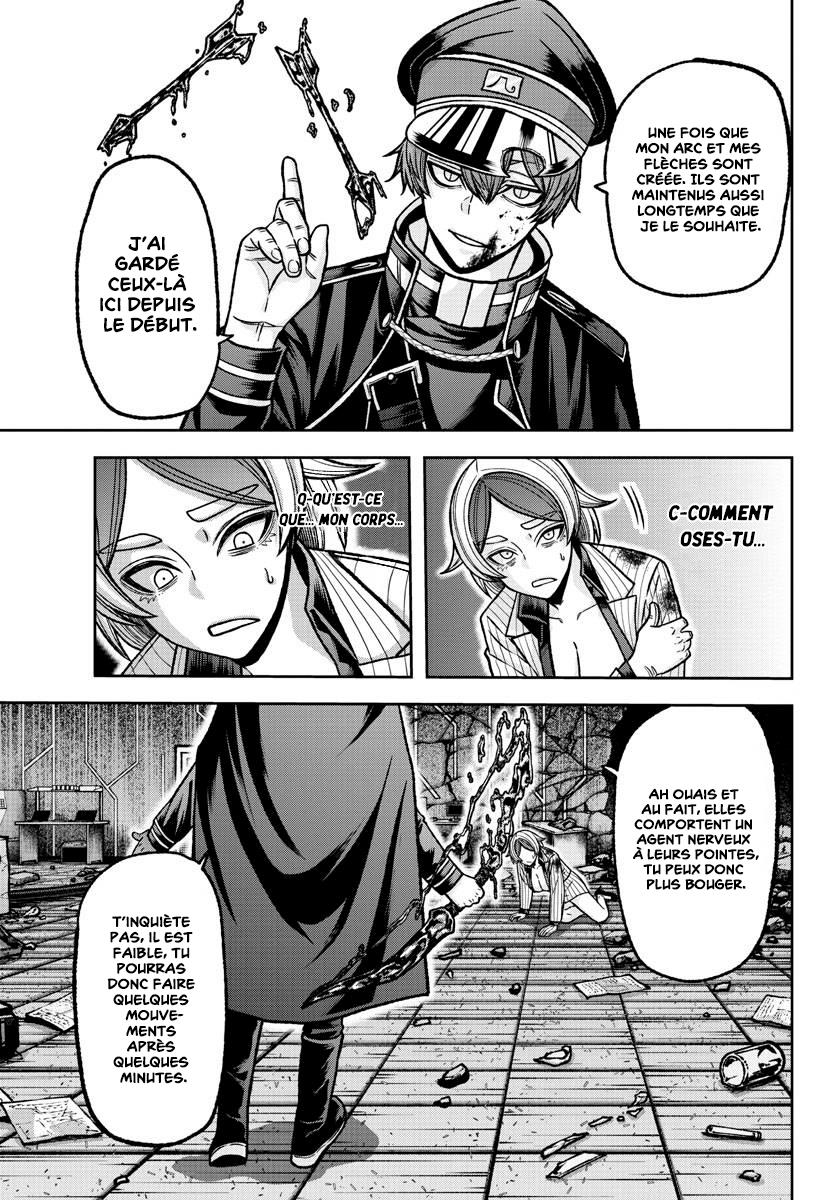 UNE FOIS QUE
MON ARC ET MES
FLÈCHES SONT
CRÉÉE. ILS SONT
MAINTENUS AUSSI
LONGTEMPS QUE
JE LE SOUHAITE.
J'AI
GARDÉ
CEUX-LÀ
ICI DEPUIS
LE DÉBUT.
C-COMMENT
OSES-TU...
Q-QU'EST-CE
QUE... MON CORPS...
AH OUAIS ET
AU FAIT, ELLES
COMPORTENT UN
AGENT NERVEUX
À LEURS POINTES,
TU PEUX DONC
PLUS BOUGER.
T'INQUIÈTE
PAS, IL EST
FAIBLE, TU
POURRAS
DONC FAIRE
QUELQUES
MOUVE-
MENTS
APRÈS
QUELQUES
MINUTES.